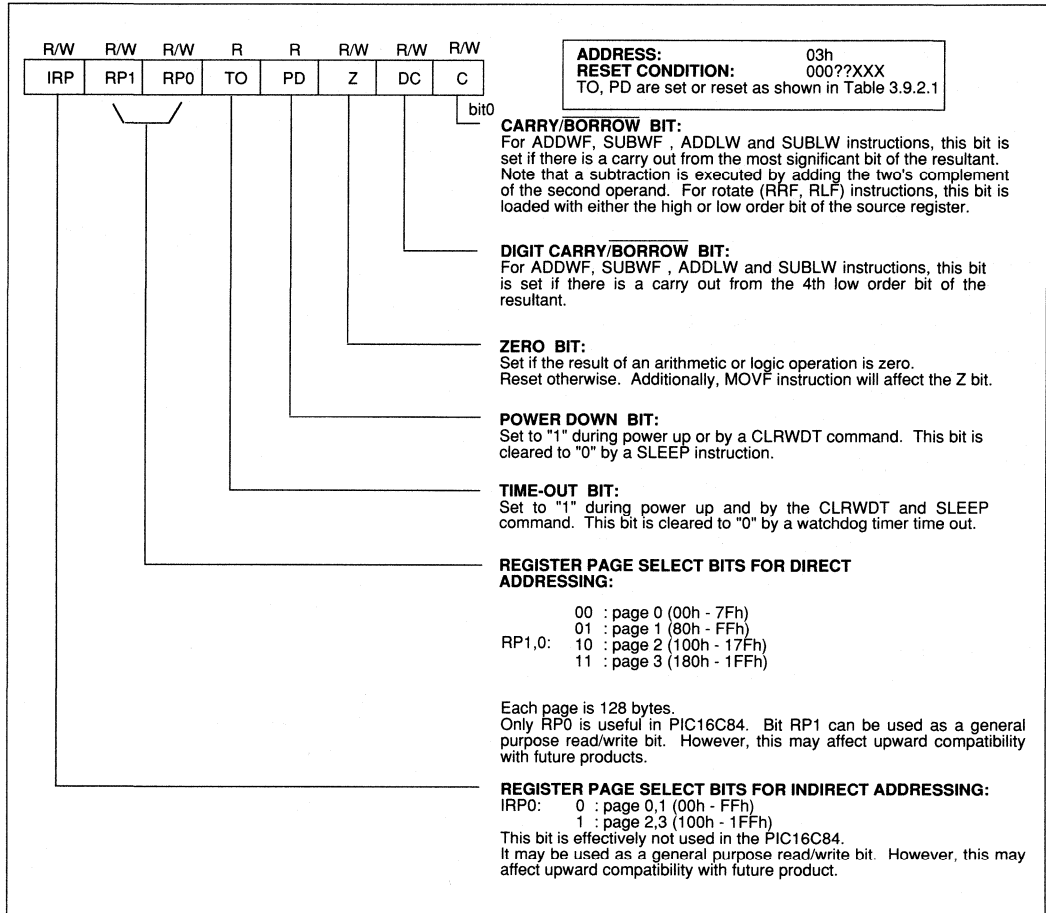 R/W R/W R/W R R R/W R/W R/W
IRP RP1 RP0 TO PD Z DC C
bit0
ADDRESS: 03h
RESET CONDITION: 000??XXX
TO, PD are set or reset as shown in Table 3.9.2.1
CARRY/BORROW BIT:
For ADDWF, SUBWF , ADDLW and SUBLW instructions, this bit is
set if there is a carry out from the most significant bit of the resultant.
Note that a subtraction is executed by adding the two's complement
of the second operand. For rotate (RRF, RLF) instructions, this bit is
loaded with either the high or low order bit of the source register.
DIGIT CARRY/BORROW BIT:
For ADDWF, SUBWF , ADDLW and SUBLW instructions, this bit
is set if there is a carry out from the 4th low order bit of the
resultant.
ZERO BIT:
Set if the result of an arithmetic or logic operation is zero.
Reset otherwise. Additionally, MOVF instruction will affect the Z bit.
POWER DOWN BIT:
Set to "1" during power up or by a CLRWDT command. This bit is
cleared to "0" by a SLEEP instruction.
TIME-OUT BIT:
Set to "1" during power up and by the CLRWDT and SLEEP
command. This bit is cleared to "0" by a watchdog timer time out.
REGISTER PAGE SELECT BITS FOR DIRECT
ADDRESSING:
00 : page 0 (00h - 7Fh)
01 : page 1 (80h - FFh)
RP1,0: 10 : page 2 (100h - 17Fh)
11 : page 3 (180h - 1FFh)
Each page is 128 bytes.
Only RP0 is useful in PIC16C84. Bit RP1 can be used as a general
purpose read/write bit. However, this may affect upward compatibility
with future products.
REGISTER PAGE SELECT BITS FOR INDIRECT ADDRESSING:
IRP0: 0 : page 0,1 (00h - FFh)
1 : page 2,3 (100h - 1FFh)
This bit is effectively not used in the PIC16C84.
It may be used as a general purpose read/write bit. However, this may
affect upward compatibility with future product.